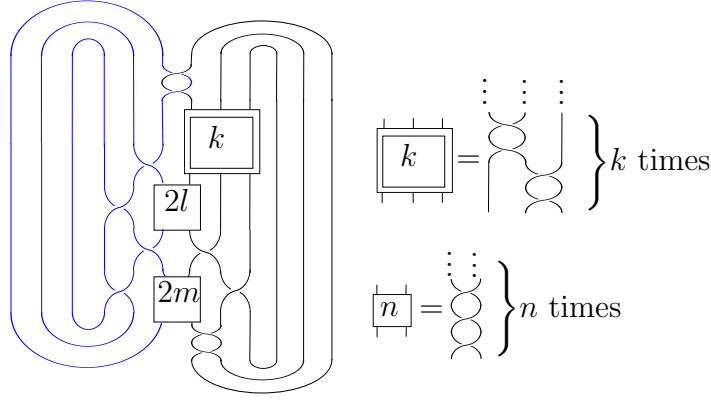 k
2l
2m
k = k times
n = n times